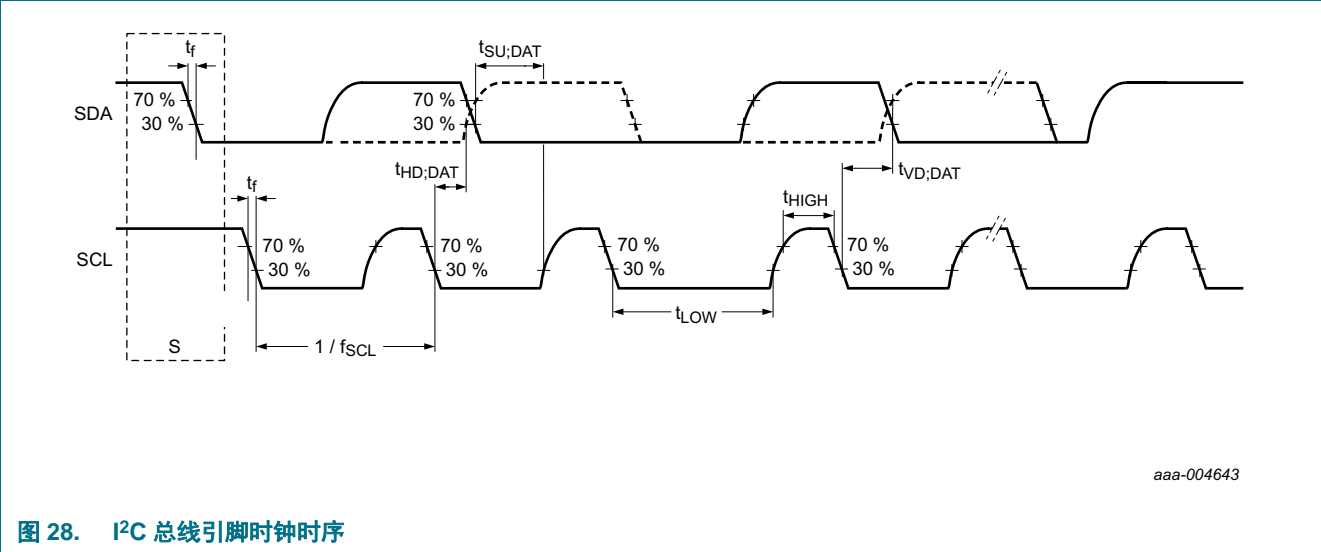 tf
tSU;DAT
SDA
70 %
30 %
70 %
30 %
tHD;DAT
tVD;DAT
tf
tHIGH
SCL
70 %
30 %
70 %
30 %
70 %
30 %
70 %
30 %
tLOW
S
1 / fSCL
aaa-004643
图 28. I²C 总线引脚时钟时序